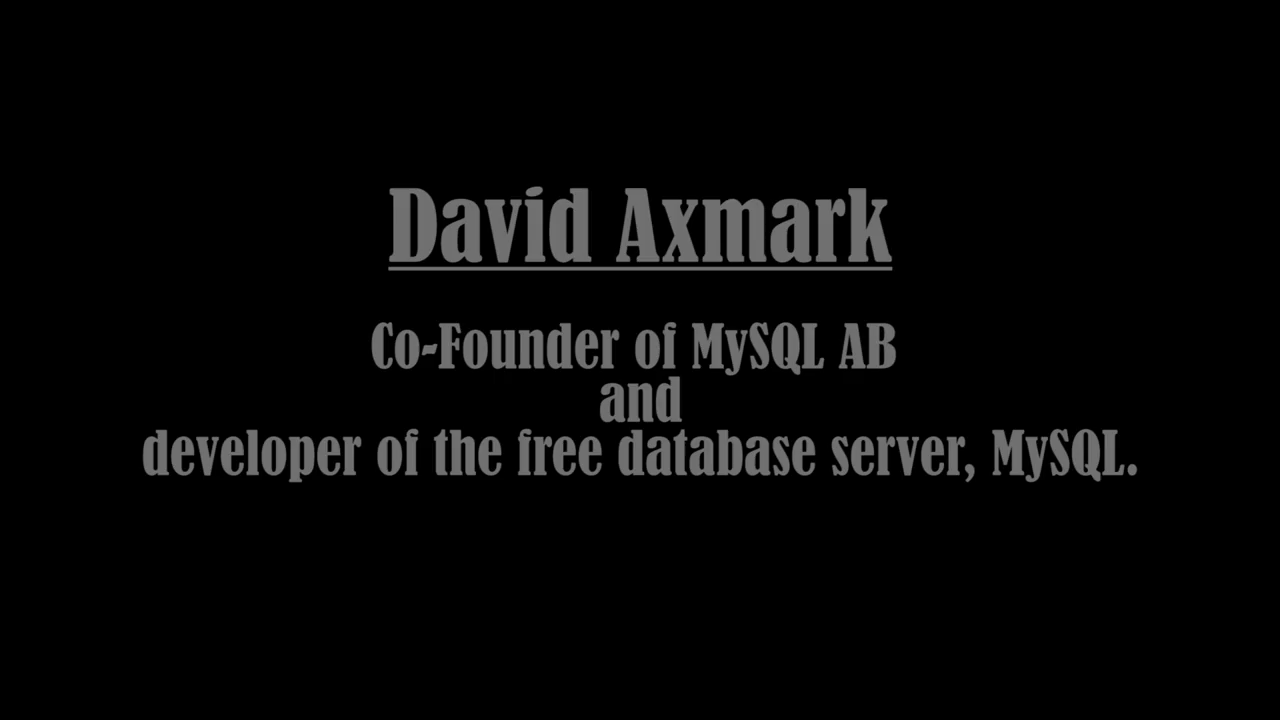 David Axmark
Co-Founder of MySQL AB
and
developer of the free database server, MySQL.